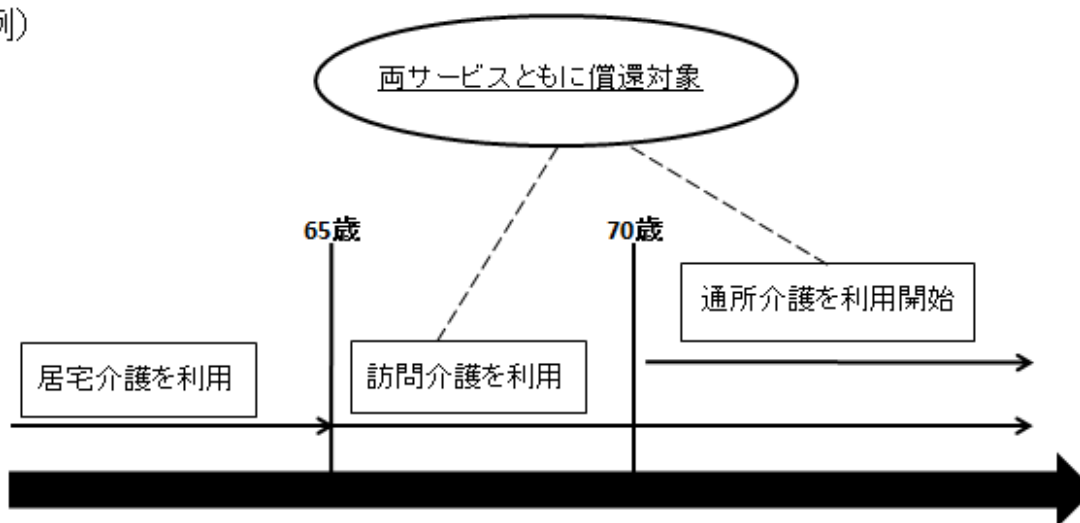 例)
両サービスともに償還対象
65歳
70歳
通所介護を利用開始
居宅介護を利用
訪問介護を利用